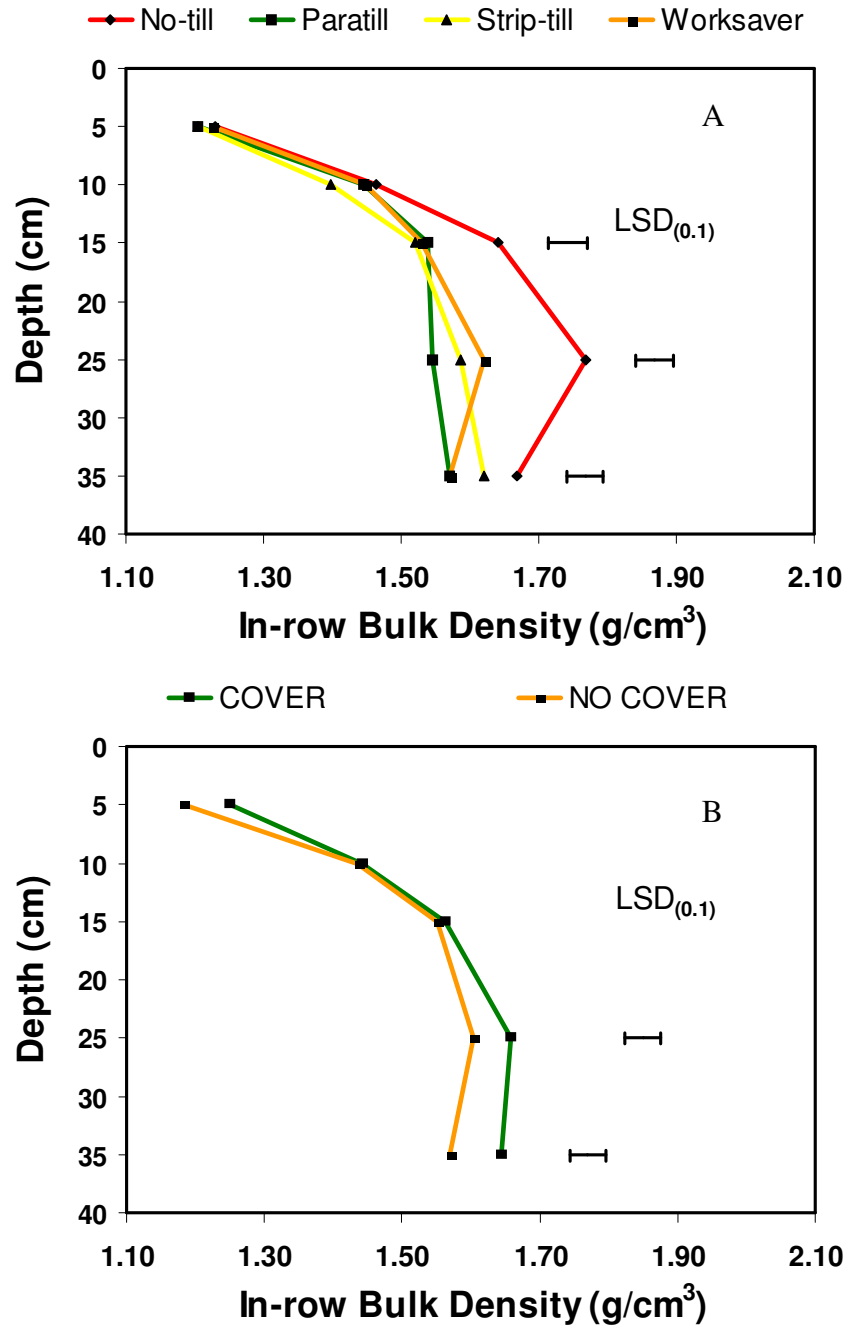 No-till Paratill Strip-till Worksaver
0
5
10
15
20
25
30
35
40
Depth (cm)
A
LSD(0.1)
1.10 1.30 1.50 1.70 1.90 2.10
In-row Bulk Density (g/cm³)
COVER NO COVER
0
5
10
15
20
25
30
35
40
Depth (cm)
B
LSD(0.1)
1.10 1.30 1.50 1.70 1.90 2.10
In-row Bulk Density (g/cm³)